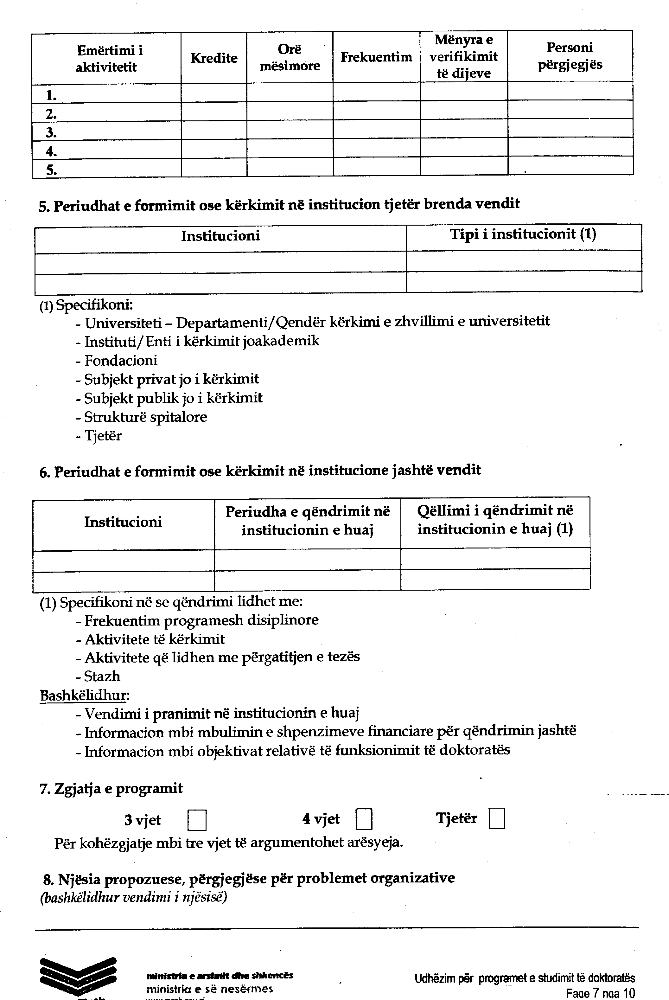 Emërtimi i aktivitetit Kredite Orë mësimore Frekuentim Mënyra e verifikimit të dijeve Personi përgjegjës
1.
2.
3.
4.
5.
5. Periudhat e formimit ose kërkimit në institucion tjetër brenda vendit
Institucioni Tipi i institucionit (1)
(1) Specifikoni:
- Universiteti – Departamenti/Qendër kërkimi e zhvillimi e universitetit
- Instituti/Enti i kërkimit joakademik
- Fondacioni
- Subjekt privat jo i kërkimit
- Subjekt publik jo i kërkimit
- Strukturë spitalore
- Tjetër
6. Periudhat e formimit ose kërkimit në institucione jashtë vendit
Institucioni Periudha e qëndrimit në institucionin e huaj Qëllimi i qëndrimit në institucionin e huaj (1)
(1) Specifikoni në se qëndrimi lidhet me:
- Frekuentim programesh disiplinore
- Aktivitete të kërkimit
- Aktivitete që lidhen me përgatitjen e tezës
- Stazh
Bashkëlidhur:
- Vendimi i pranimit në institucionin e huaj
- Informacion mbi mbulimin e shpenzimeve financiare për qëndrimin jashtë
- Informacion mbi objektivat relativë të funksionimit të doktoratës
7. Zgjatja e programit
3 vjet 4 vjet Tjetër
Për kohëzgjatje mbi tre vjet të argumentohet arësyeja.
8. Njësia propozuese, përgjegjëse për problemet organizative
(bashkëlidhur vendimi i njësisë)
ministria e arsimit dhe shkencës
ministria e së nesërmes
Udhëzim për programet e studimit të doktoratës
Faqe 7 nga 10